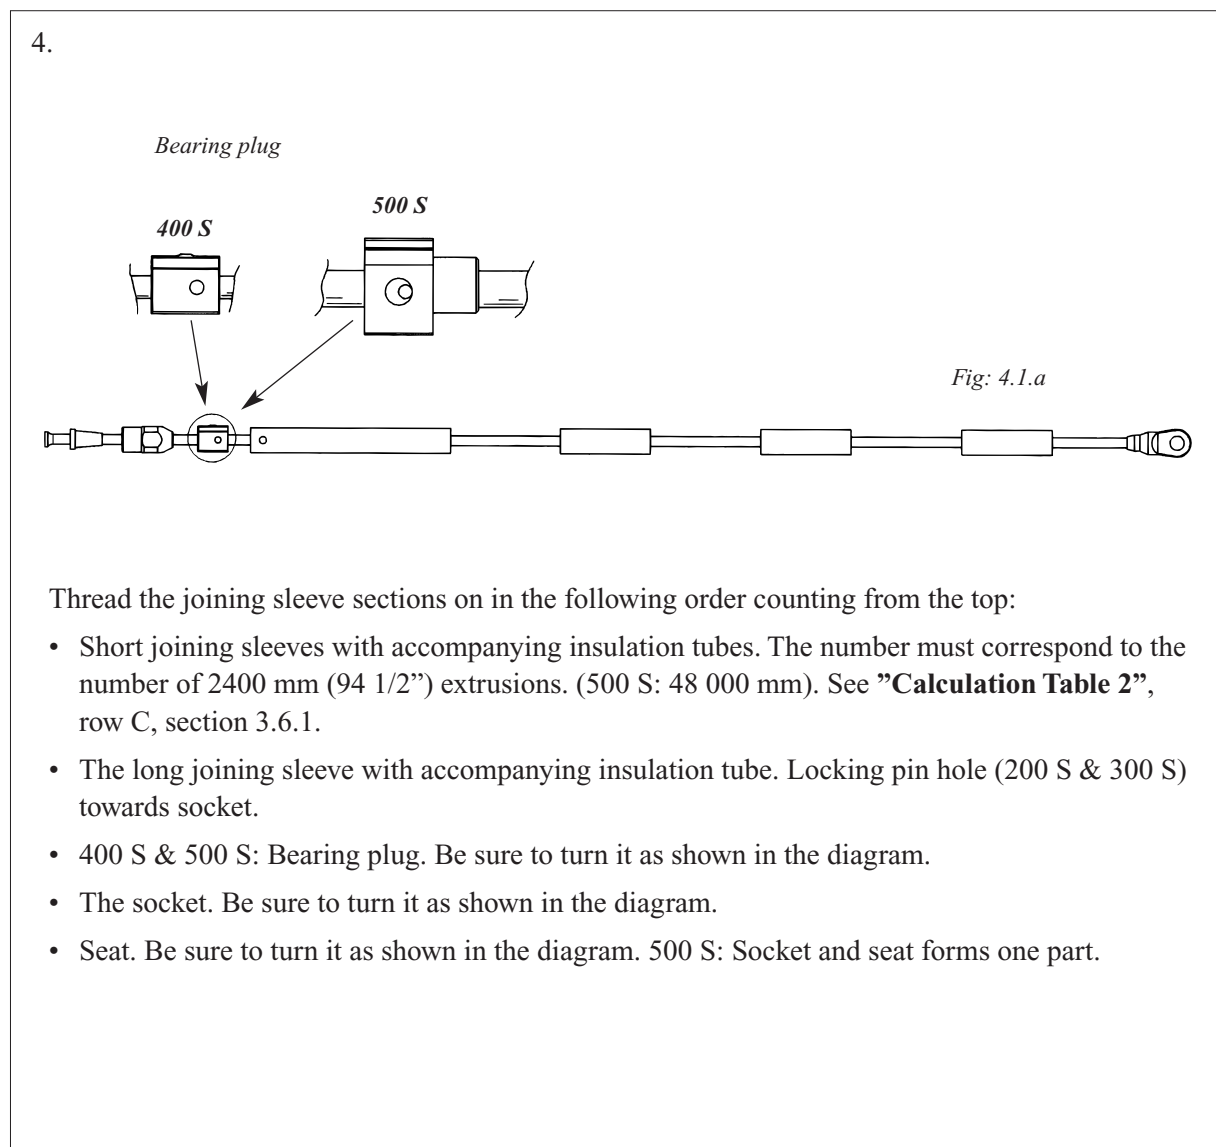 4.
Bearing plug
400 S
500 S
Fig: 4.1.a
Thread the joining sleeve sections on in the following order counting from the top:
• Short joining sleeves with accompanying insulation tubes. The number must correspond to the
number of 2400 mm (94 1/2”) extrusions. (500 S: 48 000 mm). See ”Calculation Table 2”,
row C, section 3.6.1.
• The long joining sleeve with accompanying insulation tube. Locking pin hole (200 S & 300 S)
towards socket.
• 400 S & 500 S: Bearing plug. Be sure to turn it as shown in the diagram.
• The socket. Be sure to turn it as shown in the diagram.
• Seat. Be sure to turn it as shown in the diagram. 500 S: Socket and seat forms one part.